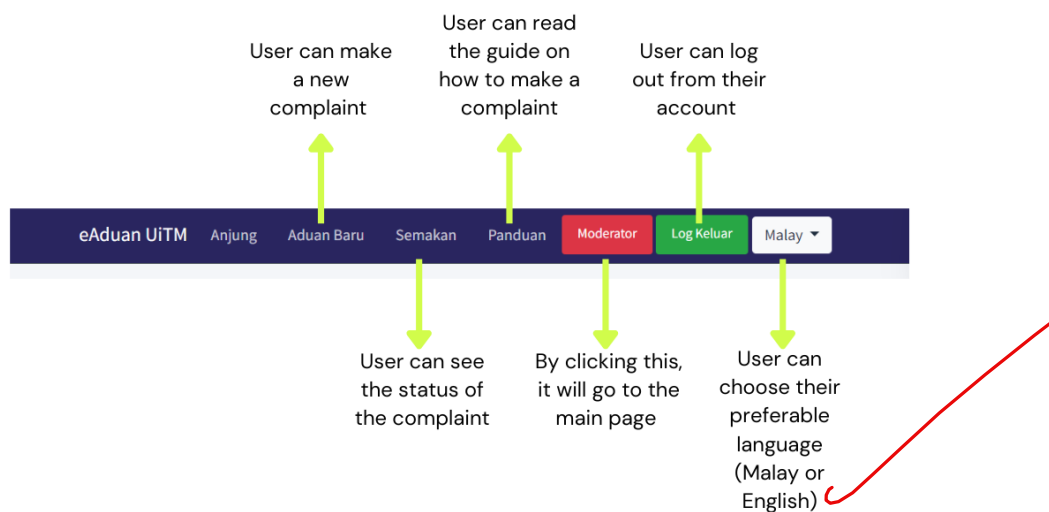 User can make
a new
complaint
User can read
the guide on
how to make a
complaint
User can log
out from their
account
eAduan UiTM Anjung Aduan Baru Semakan Panduan Moderator Log Keluar Malay
User can see
the status of
the complaint
By clicking this,
it will go to the
main page
User can
choose their
preferable
language
(Malay or
English)